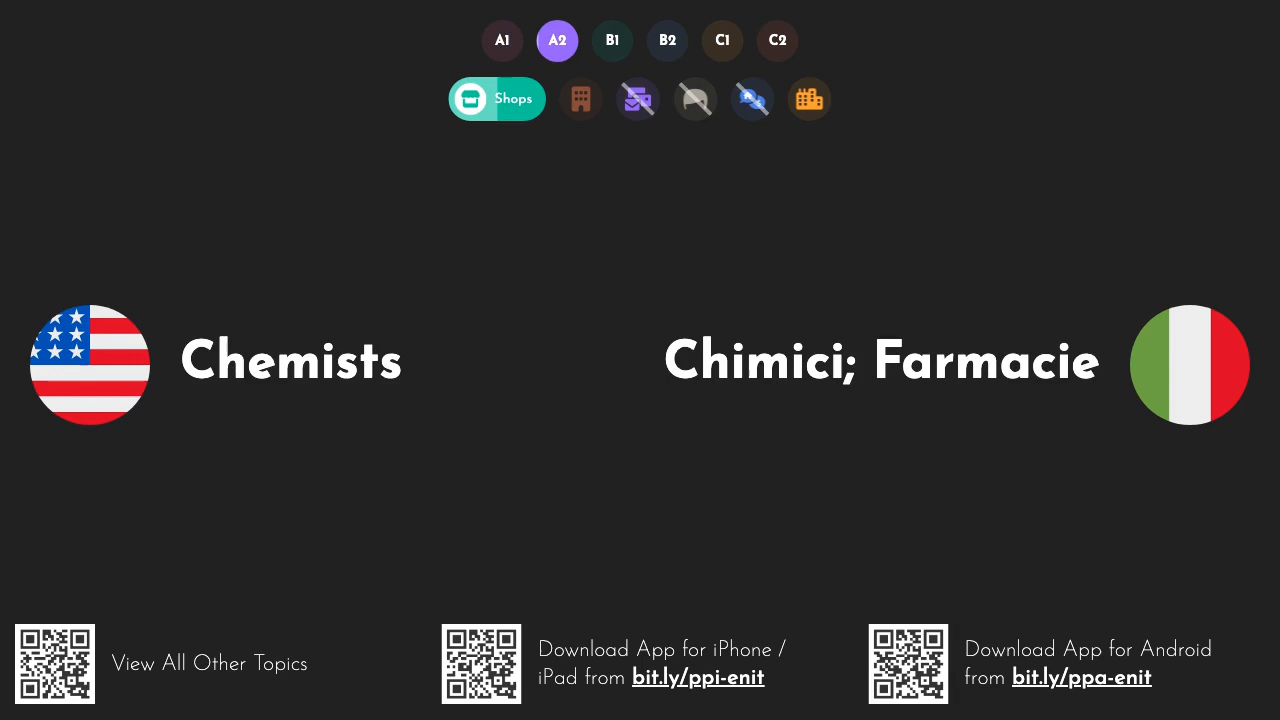 A1 A2 B1 B2 C1 C2
Shops
Chemists
Chimici; Farmacie
View All Other Topics
Download App for iPhone /
iPad from bit.ly/ppi-enit
Download App for Android
from bit.ly/ppa-enit